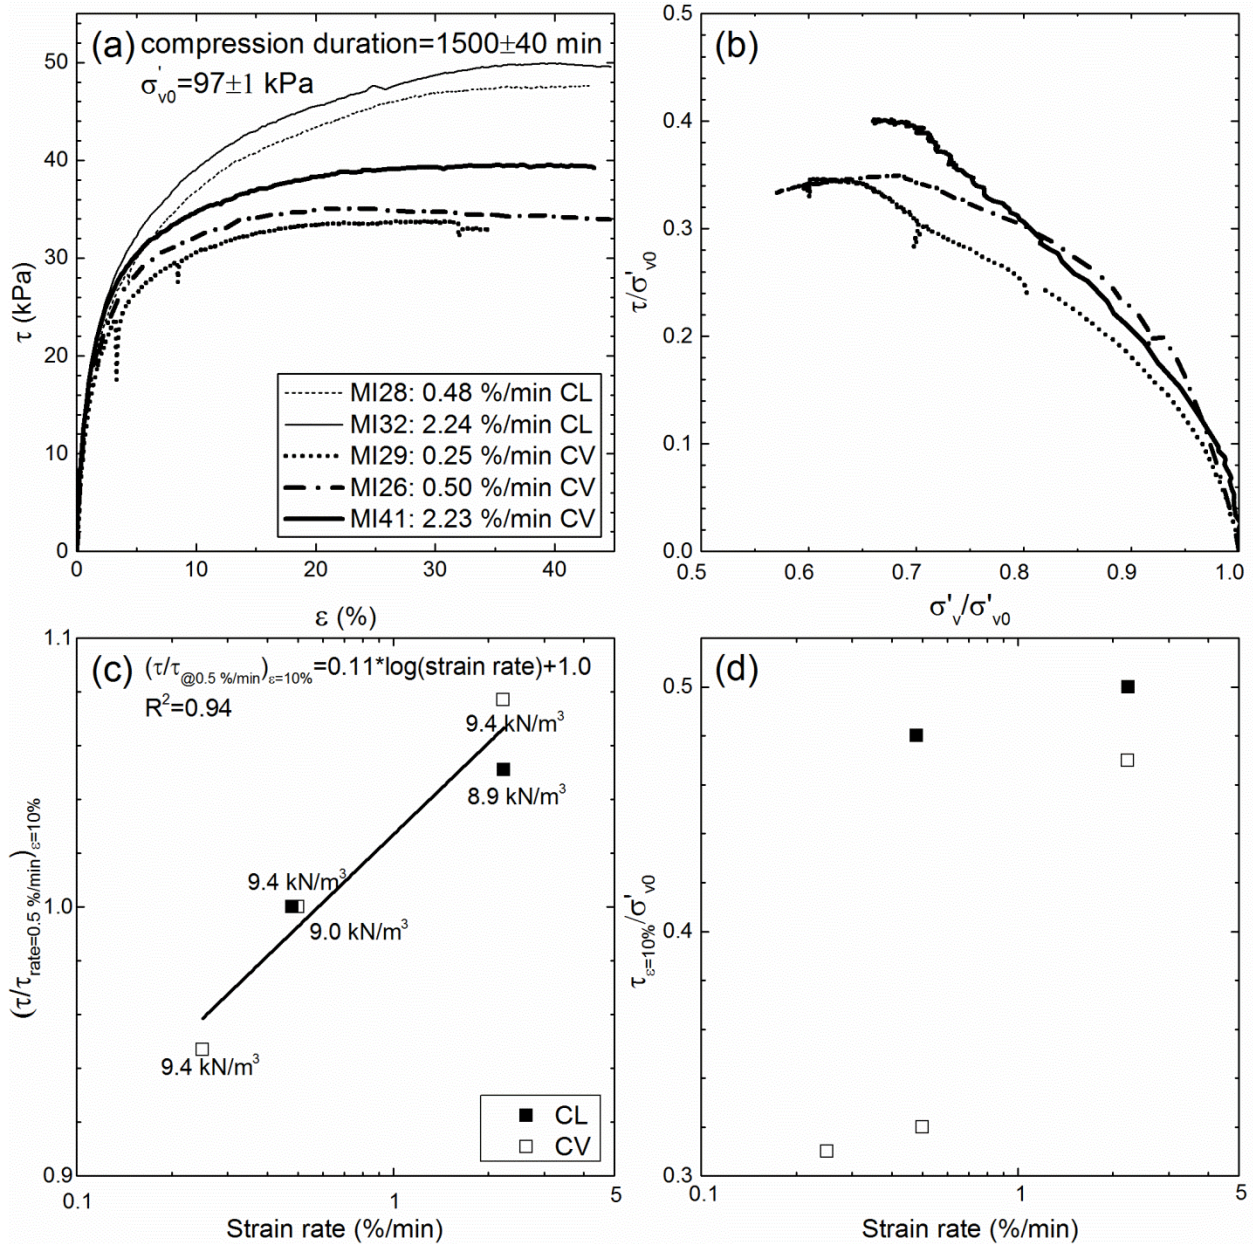 (a) compression duration=1500±40 min
σ'v0=97±1 kPa
τ (kPa)
50
40
30
20
10
0
MI28: 0.48 %/min CL
MI32: 2.24 %/min CL
MI29: 0.25 %/min CV
MI26: 0.50 %/min CV
MI41: 2.23 %/min CV
0
10
20
30
40
ε (%)
(b)
τ/σ'v0
0.5
0.4
0.3
0.2
0.1
0.0
0.5
0.6
0.7
0.8
0.9
1.0
σ'v/σ'v0
(c) (τ/τ@0.5 %/min)ε=10%=0.11*log(strain rate)+1.0
R²=0.94
(τ/τrate=0.5 %/min)ε=10%
1.1
1.0
0.9
9.4 kN/m³
8.9 kN/m³
9.4 kN/m³
9.0 kN/m³
9.4 kN/m³
CL
CV
0.1
1
5
Strain rate (%/min)
(d)
τε=10%/σ'v0
0.5
0.4
0.3
0.1
1
5
Strain rate (%/min)